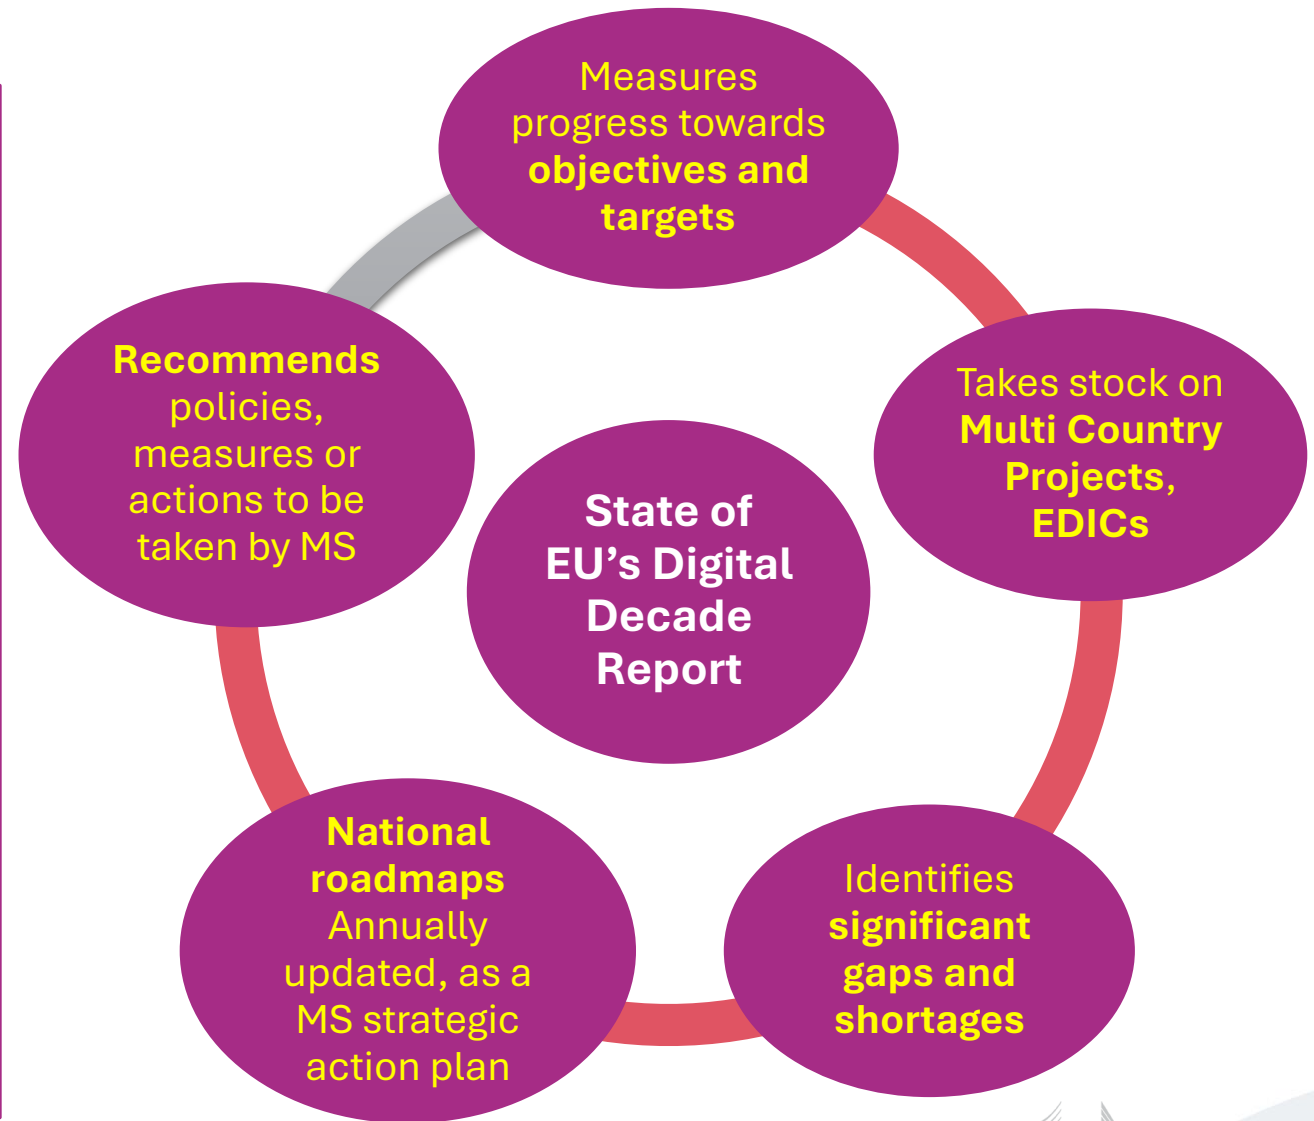 Measures
progress towards
objectives and
targets
Takes stock on
Multi Country
Projects,
EDICs
Identifies
significant
gaps and
shortages
National
roadmaps
Annually
updated, as a
MS strategic
action plan
Recommends
policies,
measures or
actions to be
taken by MS
State of
EU’s Digital
Decade
Report